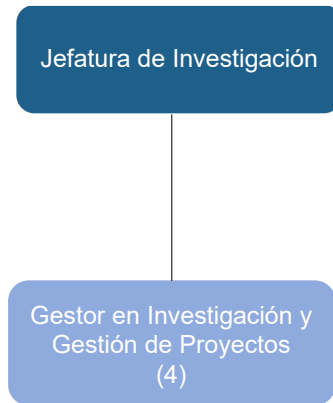 Jefatura de Investigación
Gestor en Investigación y
Gestión de Proyectos
(4)